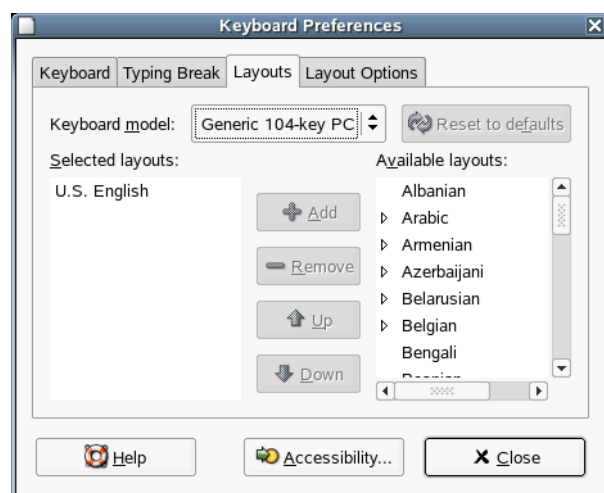 Keyboard Preferences
Keyboard Typing Break Layouts Layout Options
Keyboard model: Generic 104-key PC Reset to defaults
Selected layouts:
U.S. English
Add
Remove
Up
Down
Available layouts:
Albanian
Arabic
Armenian
Azerbaijani
Belarusian
Belgian
Bengali
Help Accessibility... Close